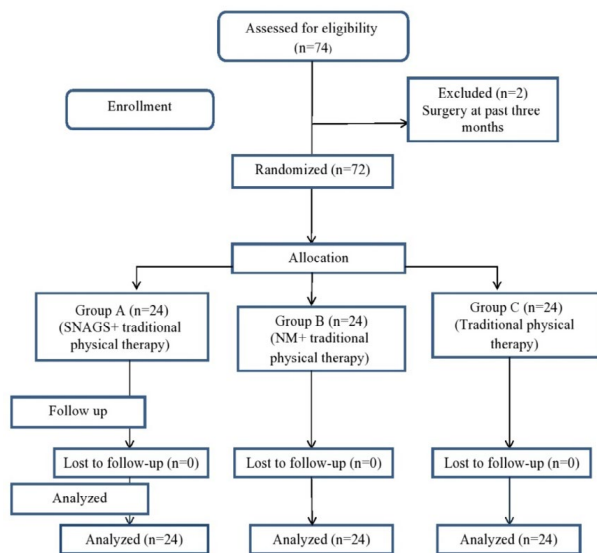 Assessed for eligibility
(n=74)
Enrollment
Excluded (n=2)
Surgery at past three
months
Randomized (n=72)
Allocation
Group A (n=24)
(SNAGS+ traditional
physical therapy)
Group B (n=24)
(NM+ traditional
physical therapy)
Group C (n=24)
(Traditional physical
therapy)
Follow up
Lost to follow-up (n=0)
Lost to follow-up (n=0)
Lost to follow-up (n=0)
Analyzed
Analyzed (n=24)
Analyzed (n=24)
Analyzed (n=24)